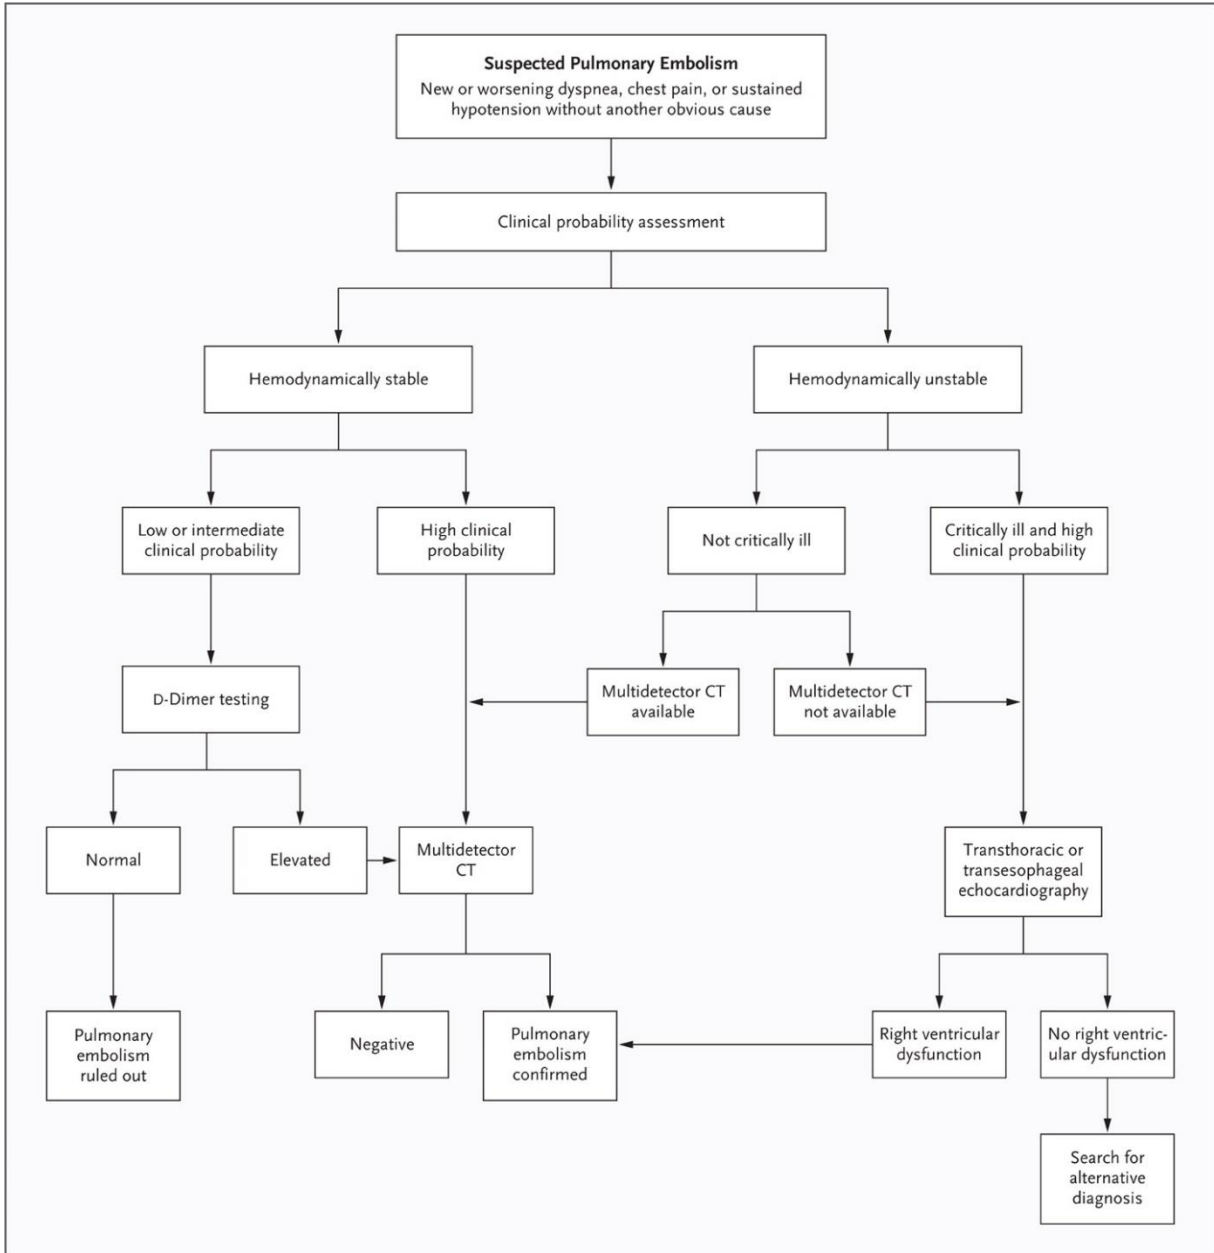 Suspected Pulmonary Embolism
New or worsening dyspnea, chest pain, or sustained
hypotension without another obvious cause
Clinical probability assessment
Hemodynamically stable
Hemodynamically unstable
Low or intermediate
clinical probability
High clinical
probability
Not critically ill
Critically ill and high
clinical probability
D-Dimer testing
Multidetector CT
available
Multidetector CT
not available
Normal
Elevated
Multidetector
CT
Transthoracic or
transesophageal
echocardiography
Pulmonary
embolism
ruled out
Negative
Pulmonary
embolism
confirmed
Right ventricular
dysfunction
No right ventric-
ular dysfunction
Search for
alternative
diagnosis